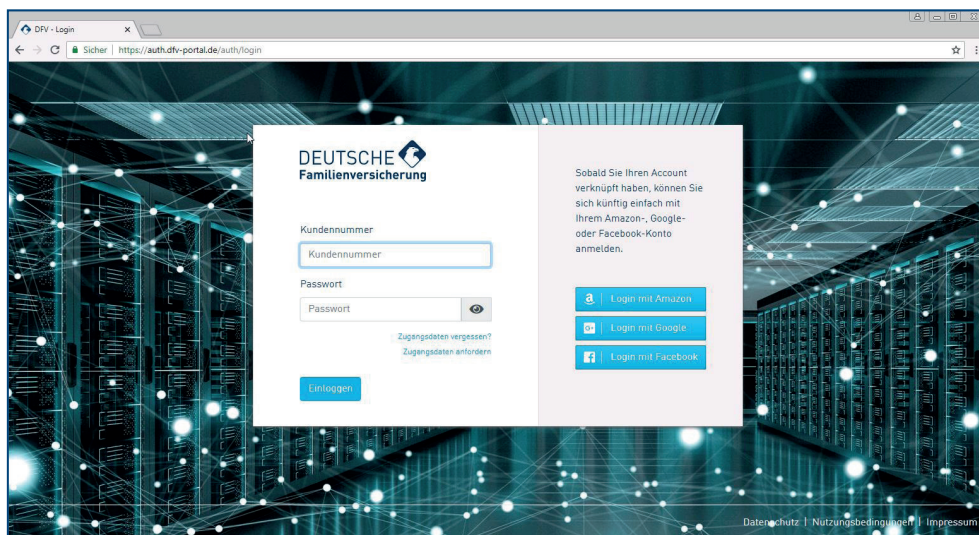 DFV - Login
Sicher | https://auth.dfv-portal.de/auth/login
DEUTSCHE
Familienversicherung
Kundennummer
Kundennummer
Passwort
Passwort
Zugangsdaten vergessen?
Zugangsdaten anfordern
Einloggen
Sobald Sie Ihren Account
verknüpft haben, können Sie
sich künftig einfach mit
Ihrem Amazon-, Google-
oder Facebook-Konto
anmelden.
a Login mit Amazon
G+ Login mit Google
f Login mit Facebook
Datenschutz | Nutzungsbedingungen | Impressum